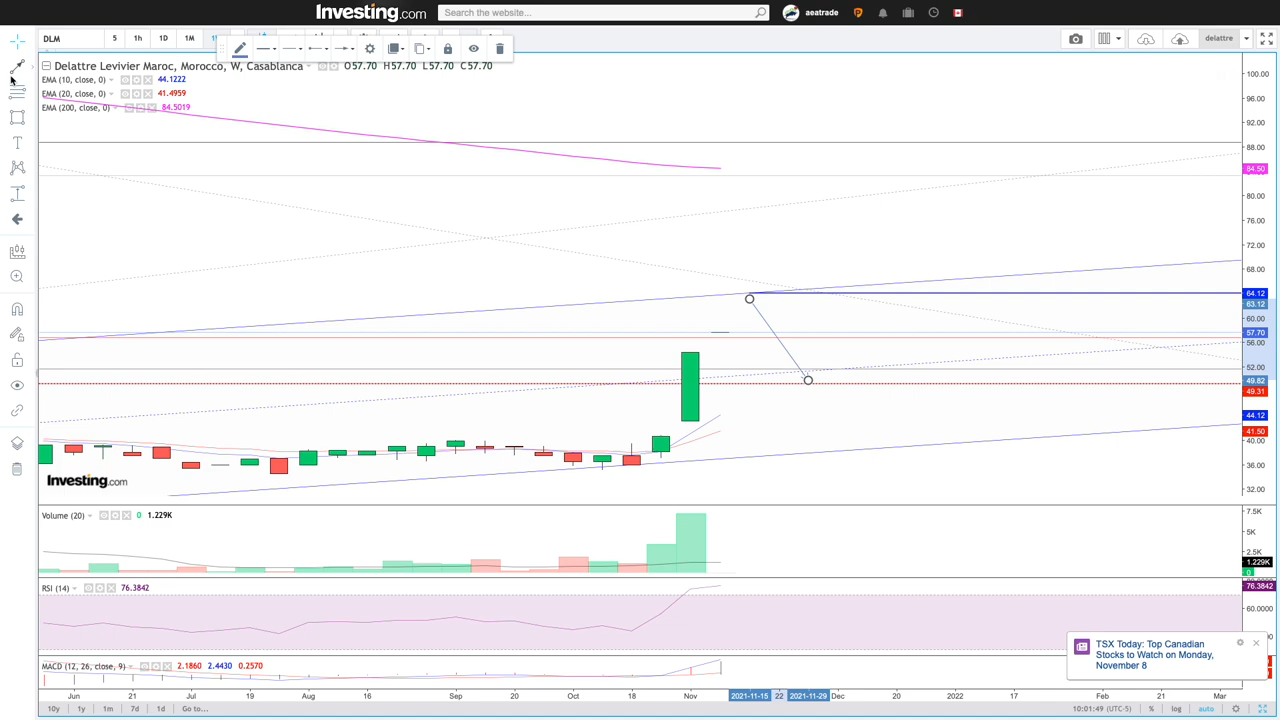 Investing.com
Search the website...
aeatrade
DLM
5
1h
1D
1M
delattre
Delattre Levivier Maroc, Morocco, W, Casablanca
O57.70 H57.70 L57.70 C57.70
EMA (10, close, 0)
44.1222
EMA (20, close, 0)
41.4959
EMA (200, close, 0)
84.5019
100.00
96.00
92.00
88.00
84.50
80.00
76.00
72.00
68.00
64.12
63.12
60.00
57.70
56.00
52.00
49.82
49.31
44.12
41.50
40.00
36.00
32.00
Investing.com
Volume (20)
0
1.229K
7.5K
5K
2.5K
1.229K
0
RSI (14)
76.3842
76.3842
60.0000
TSX Today: Top Canadian
Stocks to Watch on Monday,
November 8
MACD (12, 26, close, 9)
2.1860
2.4430
0.2570
Jun
Jul
19
Aug
16
Sep
20
Oct
18
Nov
2021-11-15
22
2021-11-29
Dec
20
2022
17
Feb
21
Mar
10y
1y
1m
7d
1d
Go to...
10:01:49 (UTC-5)
%
log
auto